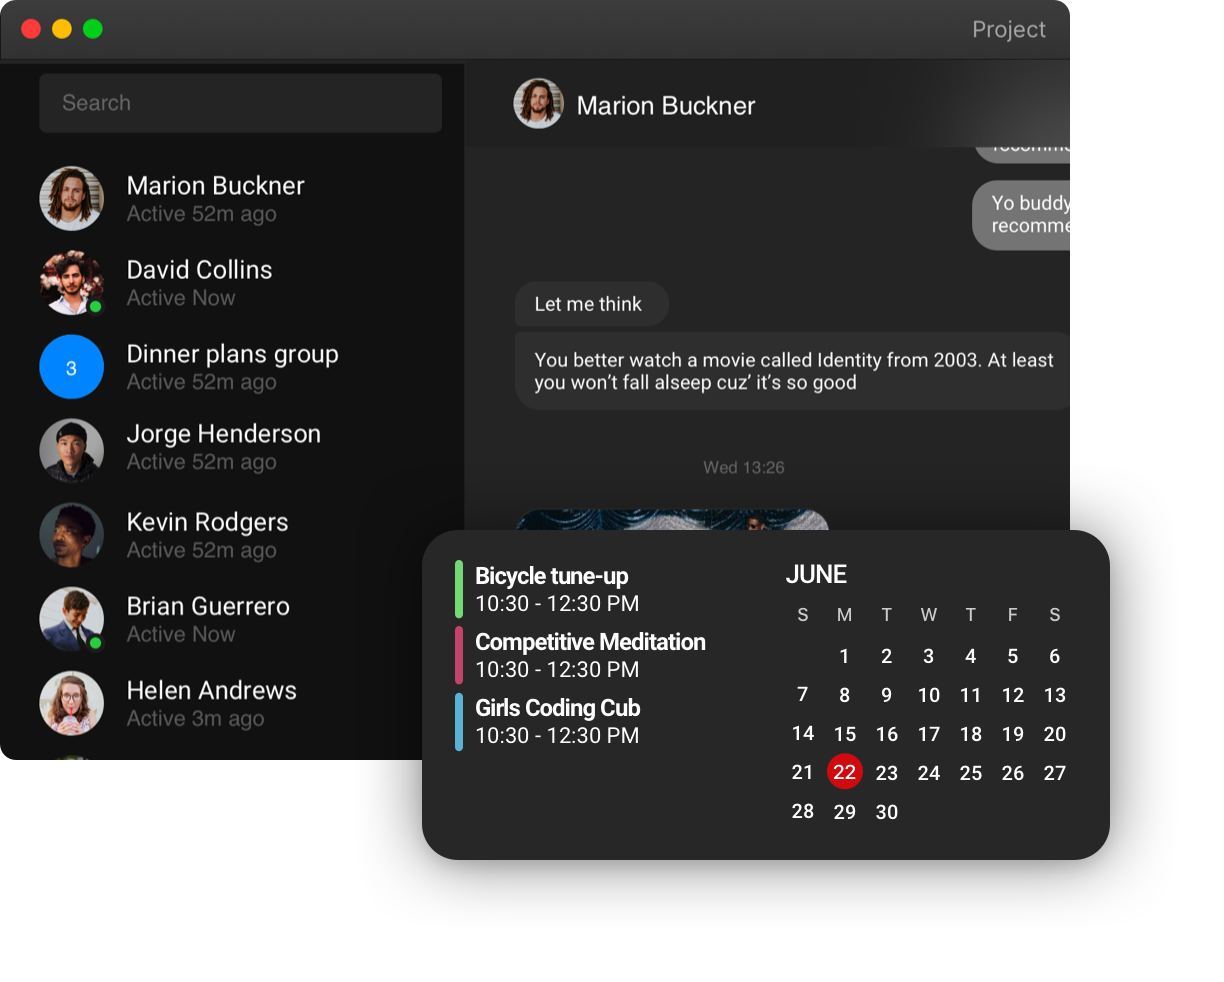 Project
Search
Marion Buckner
Active 52m ago
David Collins
Active Now
3
Dinner plans group
Active 52m ago
Jorge Henderson
Active 52m ago
Kevin Rodgers
Active 52m ago
Brian Guerrero
Active Now
Helen Andrews
Active 3m ago
Marion Buckner
Yo buddy
recomme
Let me think
You better watch a movie called Identity from 2003. At least
you won’t fall alseep cuz’ it’s so good
Wed 13:26
Bicycle tune-up
10:30 - 12:30 PM
Competitive Meditation
10:30 - 12:30 PM
Girls Coding Cub
10:30 - 12:30 PM
JUNE
S M T W T F S
1 2 3 4 5 6
7 8 9 10 11 12 13
14 15 16 17 18 19 20
21 22 23 24 25 26 27
28 29 30